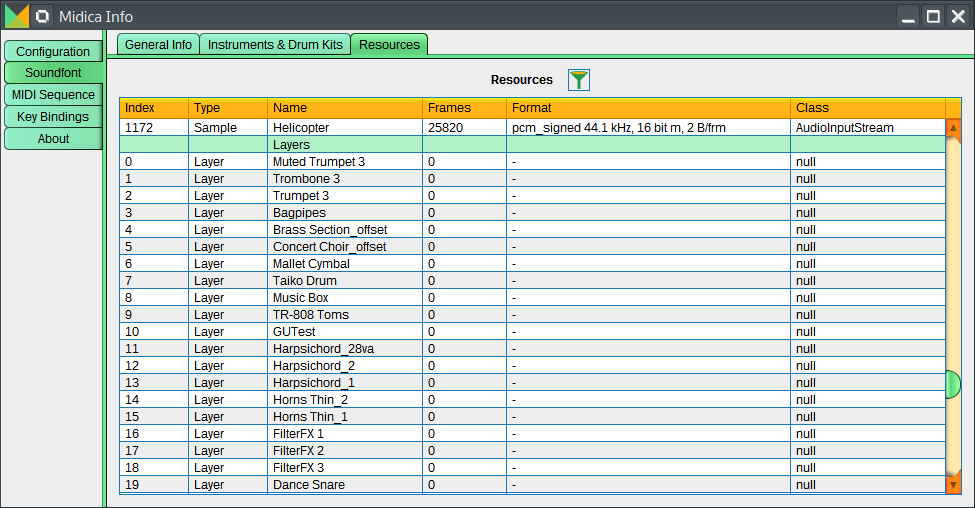 Midica Info
Configuration
Soundfont
MIDI Sequence
Key Bindings
About
General Info Instruments & Drum Kits Resources
Resources
Index Type Name Frames Format Class
1172 Sample Helicopter 25820 pcm_signed 44.1 kHz, 16 bit m, 2 B/frm AudioInputStream
Layers
0 Layer Muted Trumpet 3 0 - null
1 Layer Trombone 3 0 - null
2 Layer Trumpet 3 0 - null
3 Layer Bagpipes 0 - null
4 Layer Brass Section_offset 0 - null
5 Layer Concert Choir_offset 0 - null
6 Layer Mallet Cymbal 0 - null
7 Layer Taiko Drum 0 - null
8 Layer Music Box 0 - null
9 Layer TR-808 Toms 0 - null
10 Layer GUTest 0 - null
11 Layer Harpsichord_28va 0 - null
12 Layer Harpsichord_2 0 - null
13 Layer Harpsichord_1 0 - null
14 Layer Horns Thin_2 0 - null
15 Layer Horns Thin_1 0 - null
16 Layer FilterFX 1 0 - null
17 Layer FilterFX 2 0 - null
18 Layer FilterFX 3 0 - null
19 Layer Dance Snare 0 - null